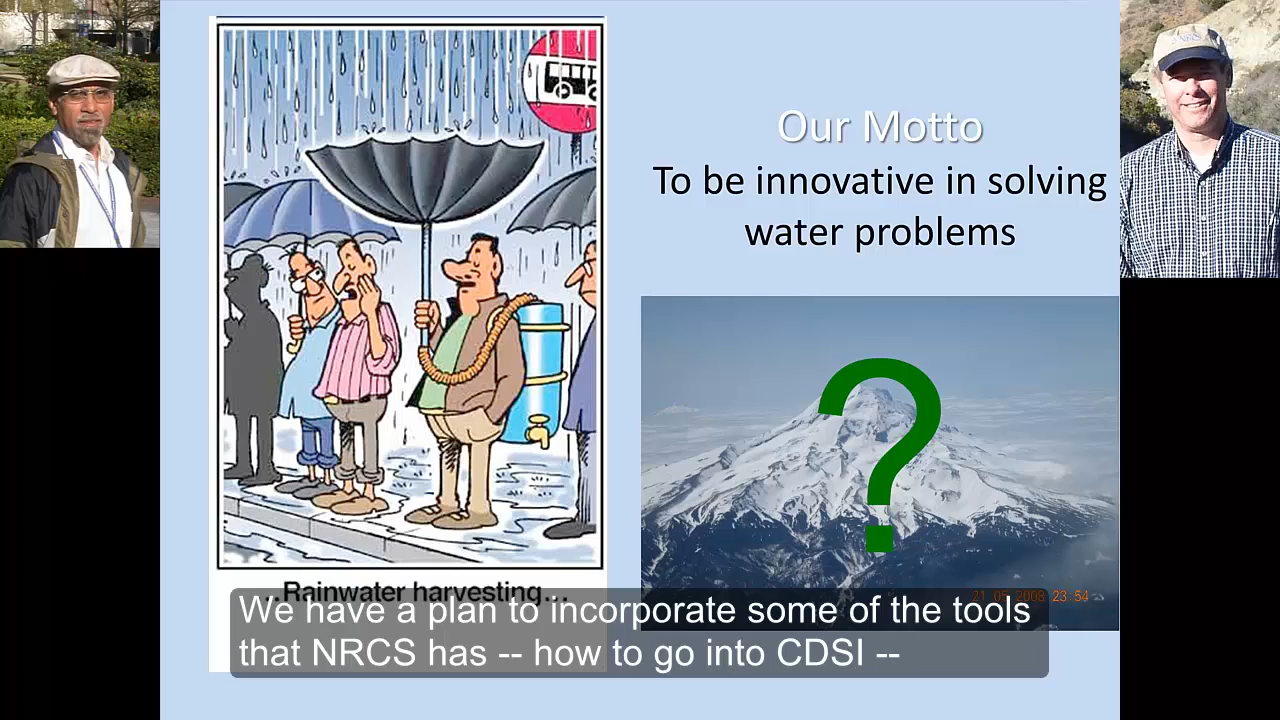 Our Motto
To be innovative in solving
water problems
...Rainwater harvesting...
21 05 2008 23:54
We have a plan to incorporate some of the tools
that NRCS has -- how to go into CDSI --